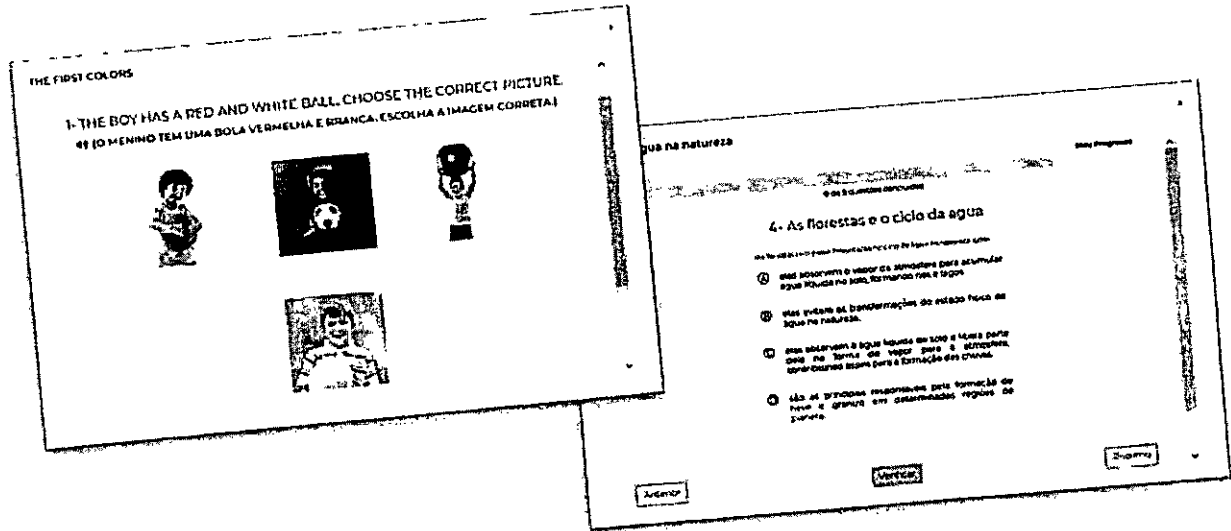 THE FIRST COLORS
1- THE BOY HAS A RED AND WHITE BALL. CHOOSE THE CORRECT PICTURE.
(O MENINO TEM UMA BOLA VERMELHA E BRANCA. ESCOLHA A IMAGEM CORRETA.)
gua na natureza
4- As florestas e o ciclo da agua
A elas absorvem o vapor da atmosfera para acumular
água líquida no solo, formando rios e lagos
B elas evitam as transformações do estado físico da
água na natureza.
C elas absorvem a água líquida do solo e libera parte
dela na forma de vapor para a atmosfera,
contribuindo assim para a formação das chuvas.
D são as principais responsáveis pela formação de
neve e granizo em determinadas regiões do
planeta.
Anterior
Verificar